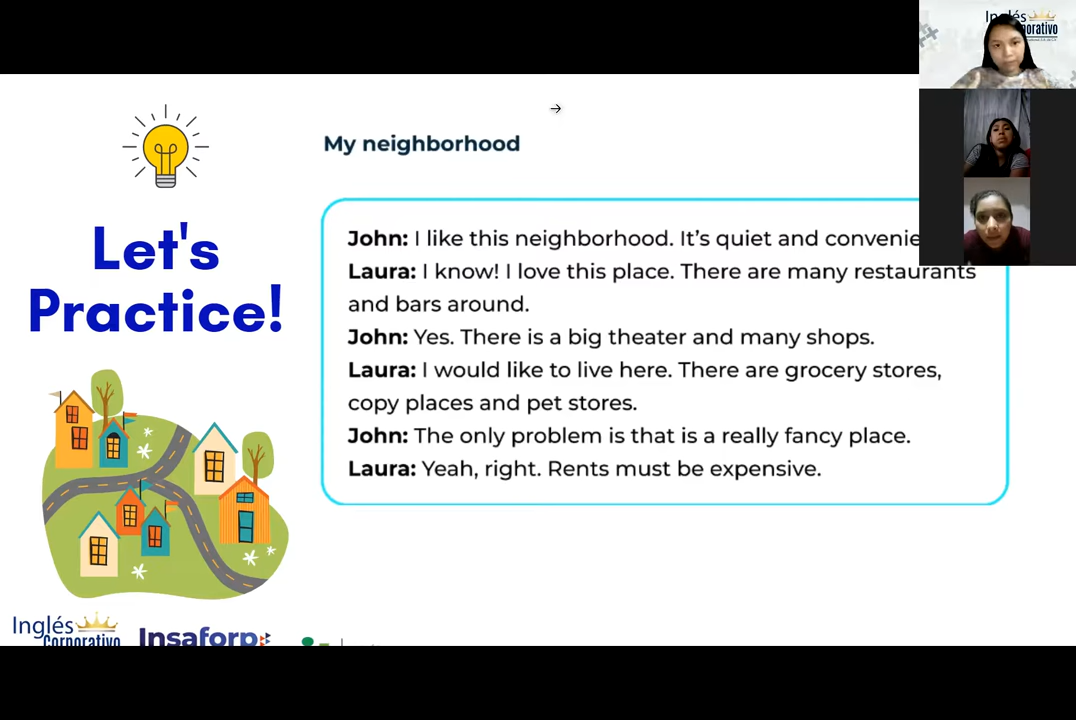 Inglés
Corporativo
My neighborhood
Let's
Practice!
John: I like this neighborhood. It's quiet and convenie
Laura: I know! I love this place. There are many restaurants
and bars around.
John: Yes. There is a big theater and many shops.
Laura: I would like to live here. There are grocery stores,
copy places and pet stores.
John: The only problem is that is a really fancy place.
Laura: Yeah, right. Rents must be expensive.
Inglés
Corporativo
Insaforp